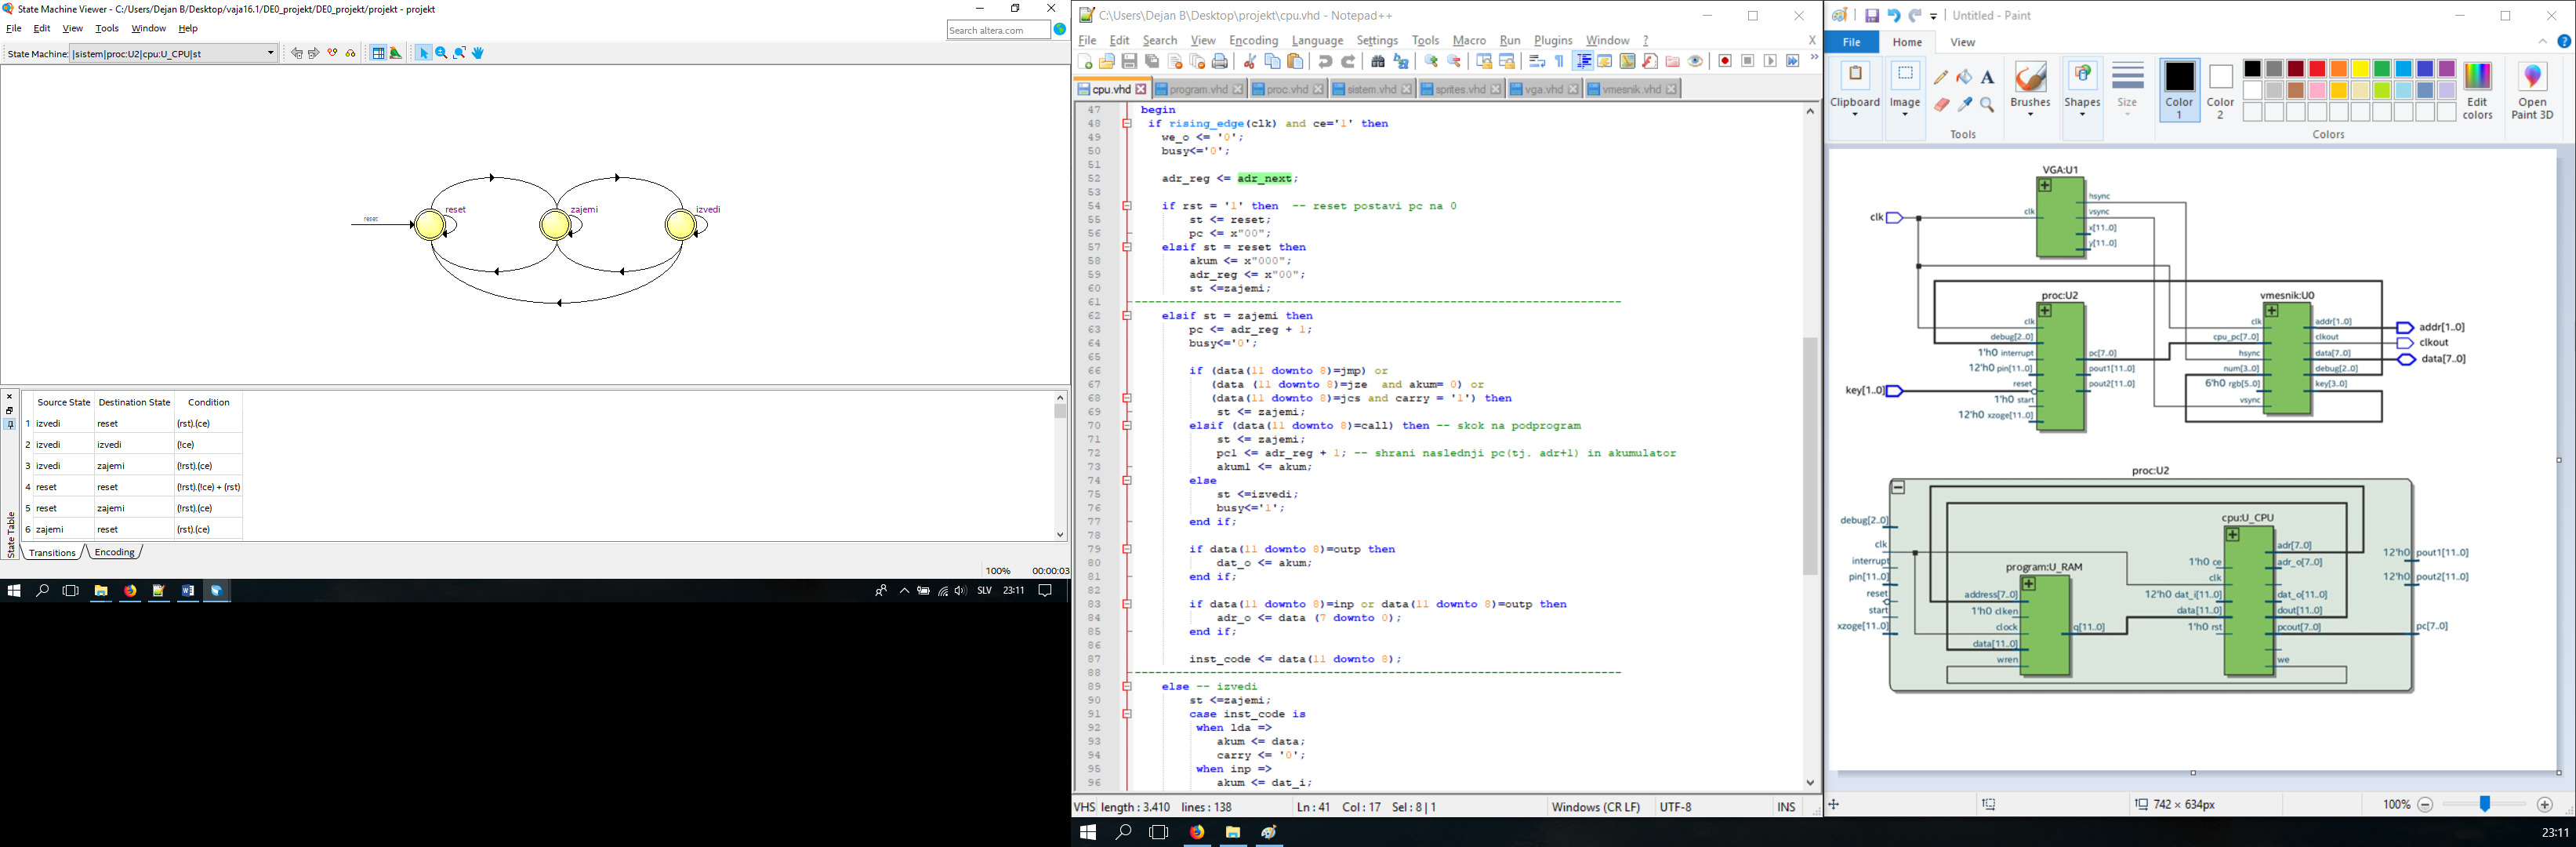 State Machine Viewer - C:/Users/Dejan B/Desktop/vaja16.1/DE0_projekt/DE0_projekt/projekt - projekt
File Edit View Tools Window Help
Search altera.com
State Machine: |sistem|proc:U2|cpu:U_CPU|st
reset
reset
zajemi
izvedi
State Table
Source State Destination State Condition
1 izvedi reset (rst).(ce)
2 izvedi izvedi (!ce)
3 izvedi zajemi (!rst).(ce)
4 reset reset (!rst).(!ce) + (rst)
5 reset zajemi (!rst).(ce)
6 zajemi reset (rst).(ce)
Transitions Encoding
100% 00:00:03
SLV 23:11
C:\Users\Dejan B\Desktop\projekt\cpu.vhd - Notepad++
File Edit Search View Encoding Language Settings Tools Macro Run Plugins Window ? X
cpu.vhd program.vhd proc.vhd sistem.vhd sprites.vhd vga.vhd vmesnik.vhd
47 begin
48 if rising_edge(clk) and ce='1' then
49 we_o <= '0';
50 busy<='0';
51
52 adr_reg <= adr_next;
53
54 if rst = '1' then -- reset postavi pc na 0
55 st <= reset;
56 pc <= x"00";
57 elsif st = reset then
58 akum <= x"000";
59 adr_reg <= x"00";
60 st <=zajemi;
61 ----------------------------------------------------------------------
62 elsif st = zajemi then
63 pc <= adr_reg + 1;
64 busy<='0';
65
66 if (data(11 downto 8)=jmp) or
67 (data (11 downto 8)=jze and akum= 0) or
68 (data(11 downto 8)=jcs and carry = '1') then
69 st <= zajemi;
70 elsif (data(11 downto 8)=call) then -- skok na podprogram
71 st <= zajemi;
72 pc1 <= adr_reg + 1; -- shrani naslednji pc(tj. adr+1) in akumulator
73 akum1 <= akum;
74 else
75 st <=izvedi;
76 busy<='1';
77 end if;
78
79 if data(11 downto 8)=outp then
80 dat_o <= akum;
81 end if;
82
83 if data(11 downto 8)=inp or data(11 downto 8)=outp then
84 adr_o <= data (7 downto 0);
85 end if;
86
87 inst_code <= data(11 downto 8);
88 ----------------------------------------------------------------------
89 else -- izvedi
90 st <=zajemi;
91 case inst_code is
92 when lda =>
93 akum <= data;
94 carry <= '0';
95 when inp =>
96 akum <= dat_i;
VHS length : 3.410 lines : 138 Ln : 41 Col : 17 Sel : 8 | 1 Windows (CR LF) UTF-8 INS
Untitled - Paint
File Home View
Clipboard Image Brushes Shapes Size Color 1 Color 2 Edit colors Open Paint 3D
Tools Colors
VGA:U1
clk
clk
hsync
vsync
x[11..0]
y[11..0]
proc:U2
clk
debug[2..0]
1'h0 interrupt
12'h0 pin[11..0]
reset
1'h0 start
12'h0 xzoge[11..0]
pc[7..0]
pout1[11..0]
pout2[11..0]
key[1..0]
vmesnik:U0
clk
cpu_pc[7..0]
hsync
num[3..0]
6'h0 rgb[5..0]
vsync
addr[1..0]
clkout
data[7..0]
debug[2..0]
key[3..0]
addr[1..0]
clkout
data[7..0]
proc:U2
debug[2..0]
clk
interrupt
pin[11..0]
reset
start
xzoge[11..0]
program:U_RAM
address[7..0]
1'h0 clken
clock
data[11..0]
wren
q[11..0]
cpu:U_CPU
1'h0 ce
clk
12'h0 dat_i[11..0]
data[11..0]
1'h0 rst
adr[7..0]
adr_o[7..0]
dat_o[11..0]
dout[11..0]
pcout[7..0]
we
12'h0 pout1[11..0]
12'h0 pout2[11..0]
pc[7..0]
742 × 634px 100%
23:11